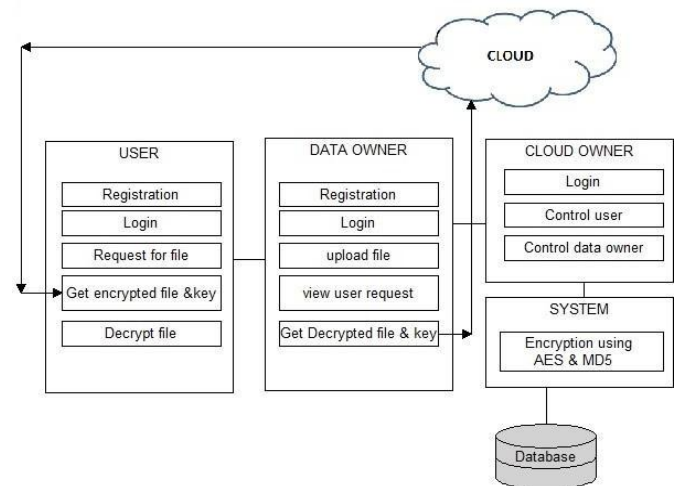 CLOUD
USER
Registration
Login
Request for file
Get encrypted file &key
Decrypt file
DATA OWNER
Registration
Login
upload file
view user request
Get Decrypted file & key
CLOUD OWNER
Login
Control user
Control data owner
SYSTEM
Encryption using
AES & MD5
Database